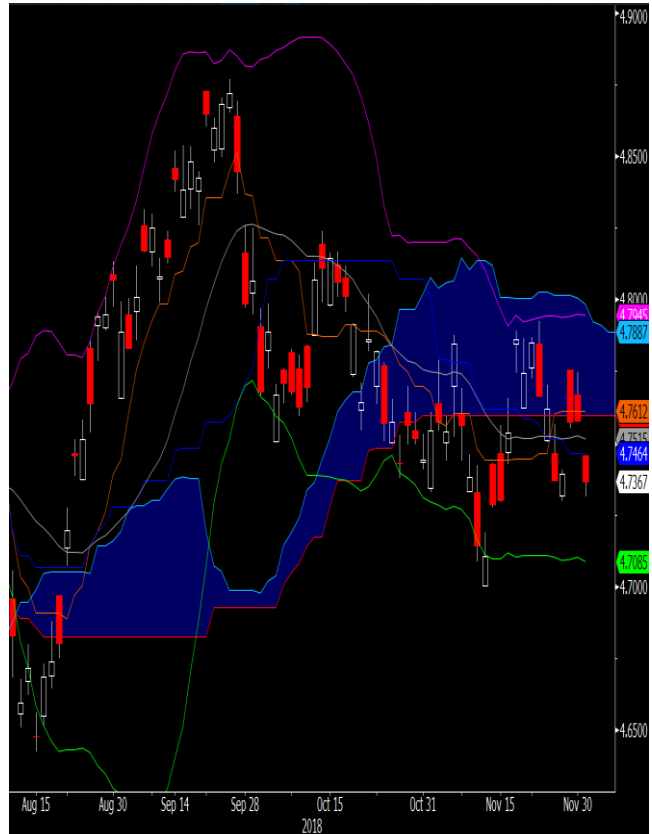 4.9000
4.8500
4.8000
4.7945
4.7887
4.7612
4.7515
4.7464
4.7367
4.7085
4.7000
4.6500
Aug 15
Aug 30
Sep 14
Sep 28
Oct 15
Oct 31
Nov 15
Nov 30
2018